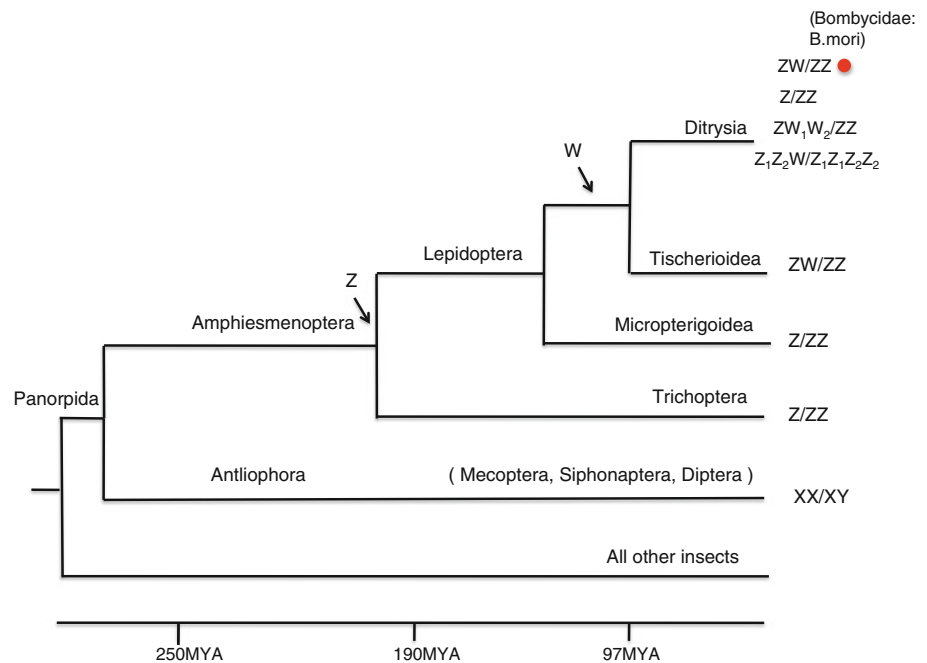 (Bombycidae:
B.mori)
ZW/ZZ
Z/ZZ
Ditrysia ZW₁W₂/ZZ
Z₁Z₂W/Z₁Z₁Z₂Z₂
W
Lepidoptera
Tischerioidea ZW/ZZ
Z
Amphiesmenoptera
Micropterigoidea Z/ZZ
Panorpida
Trichoptera Z/ZZ
Antliophora ( Mecoptera, Siphonaptera, Diptera )
XX/XY
All other insects
250MYA 190MYA 97MYA